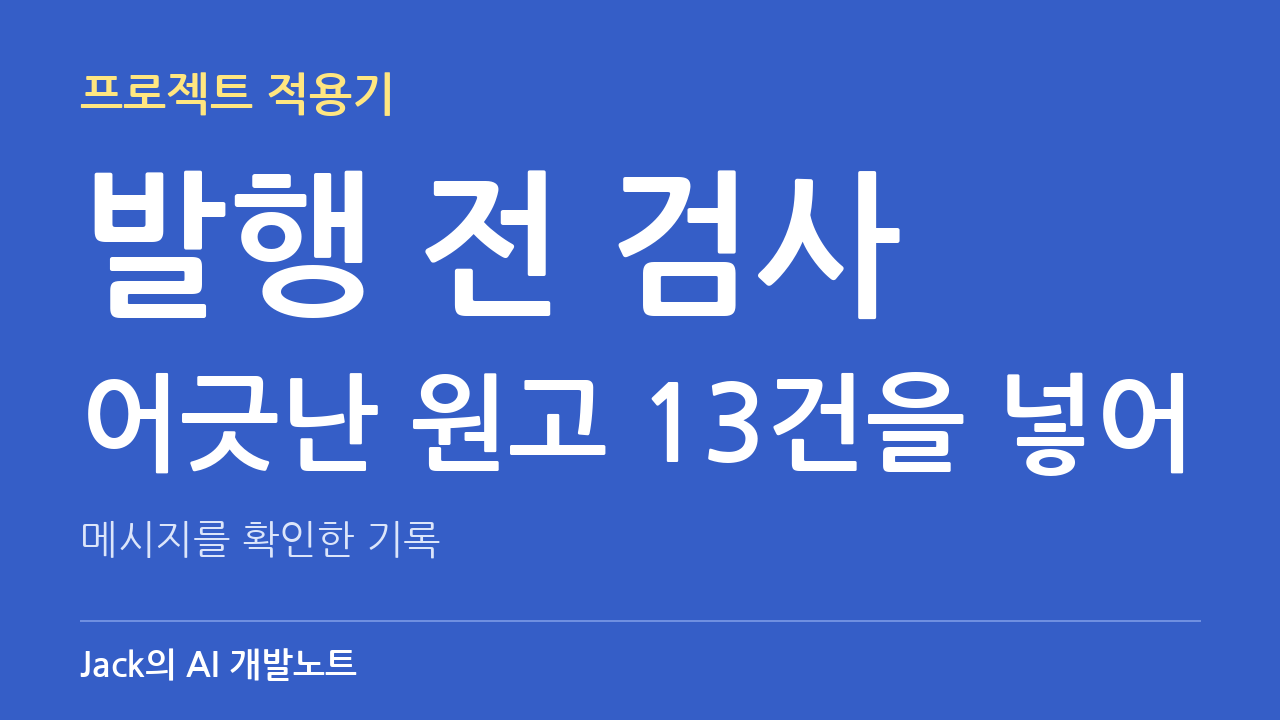 프로젝트 적용기
발행 전 검사
어긋난 원고 13건을 넣어
메시지를 확인한 기록
Jack의 AI 개발노트